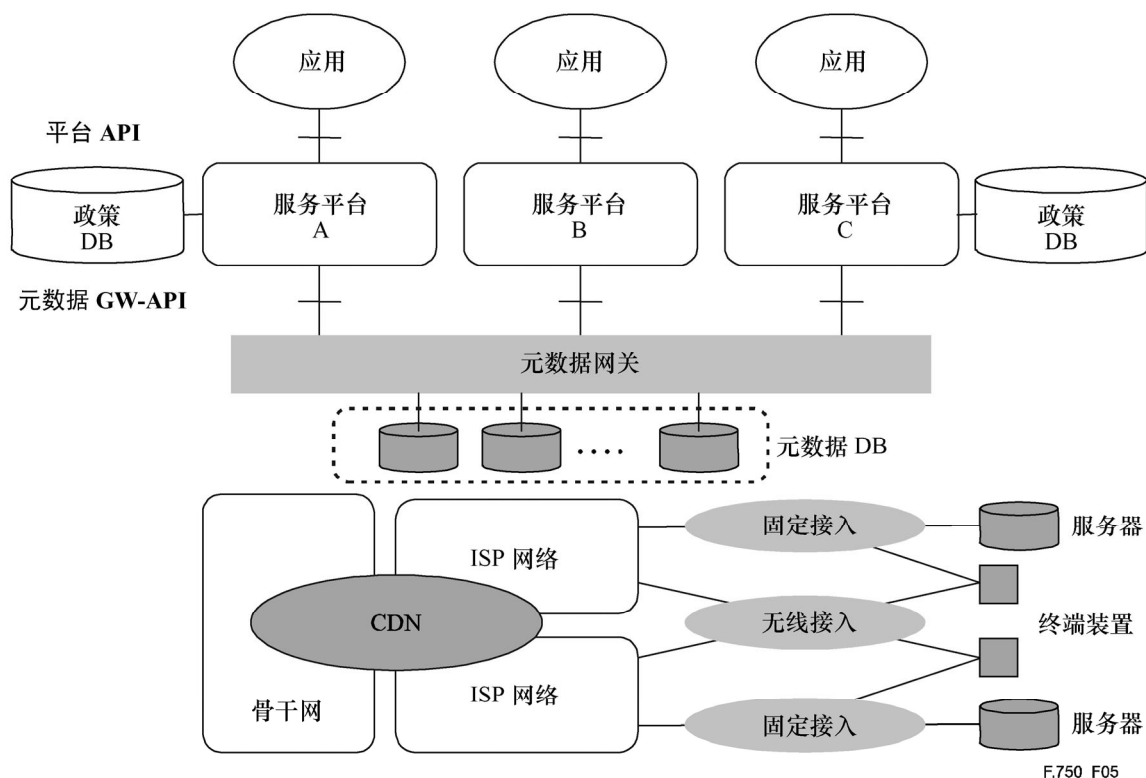 应用
应用
应用
平台 API
政策
DB
服务平台
A
服务平台
B
服务平台
C
政策
DB
元数据 GW-API
元数据网关
元数据 DB
....
ISP 网络
固定接入
服务器
CDN
无线接入
终端装置
骨干网
ISP 网络
固定接入
服务器
F.750_F05